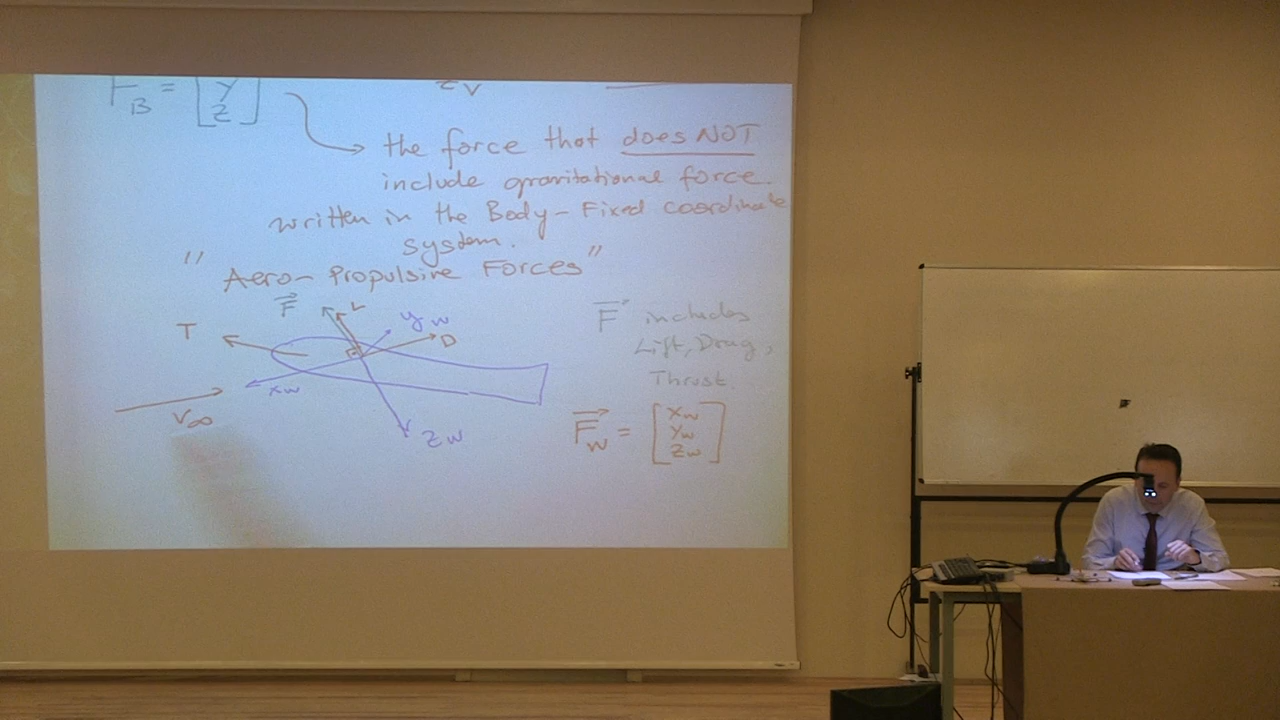 F_B = [Y Z]
z_v
the force that does NOT
include gravitational force.
written in the Body-Fixed coordinate
system.
"Aero-Propulsive Forces"
F
L
y_w
T
D
x_w
V∞
z_w
F includes
Lift, Drag,
Thrust
F_w = [x_w y_w z_w]